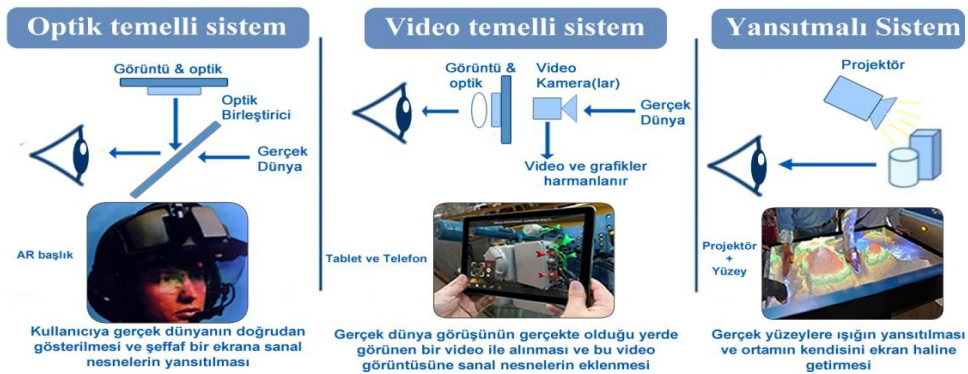 Optik temelli sistem
Görüntü & optik
Optik
Birleştirici
Gerçek
Dünya
AR başlık
Kullanıcıya gerçek dünyanın doğrudan
gösterilmesi ve şeffaf bir ekrana sanal
nesnelerin yansıtılması
Video temelli sistem
Görüntü &
optik
Video
Kamera(lar)
Gerçek
Dünya
Video ve grafikler
harmanlanır
Tablet ve Telefon
Gerçek dünya görüşünün gerçekte olduğu yerde
görünen bir video ile alınması ve bu video
görüntüsüne sanal nesnelerin eklenmesi
Yansıtmalı Sistem
Projektör
Projektör
+
Yüzey
Gerçek yüzeylere ışığın yansıtılması
ve ortamın kendisini ekran haline
getirmesi